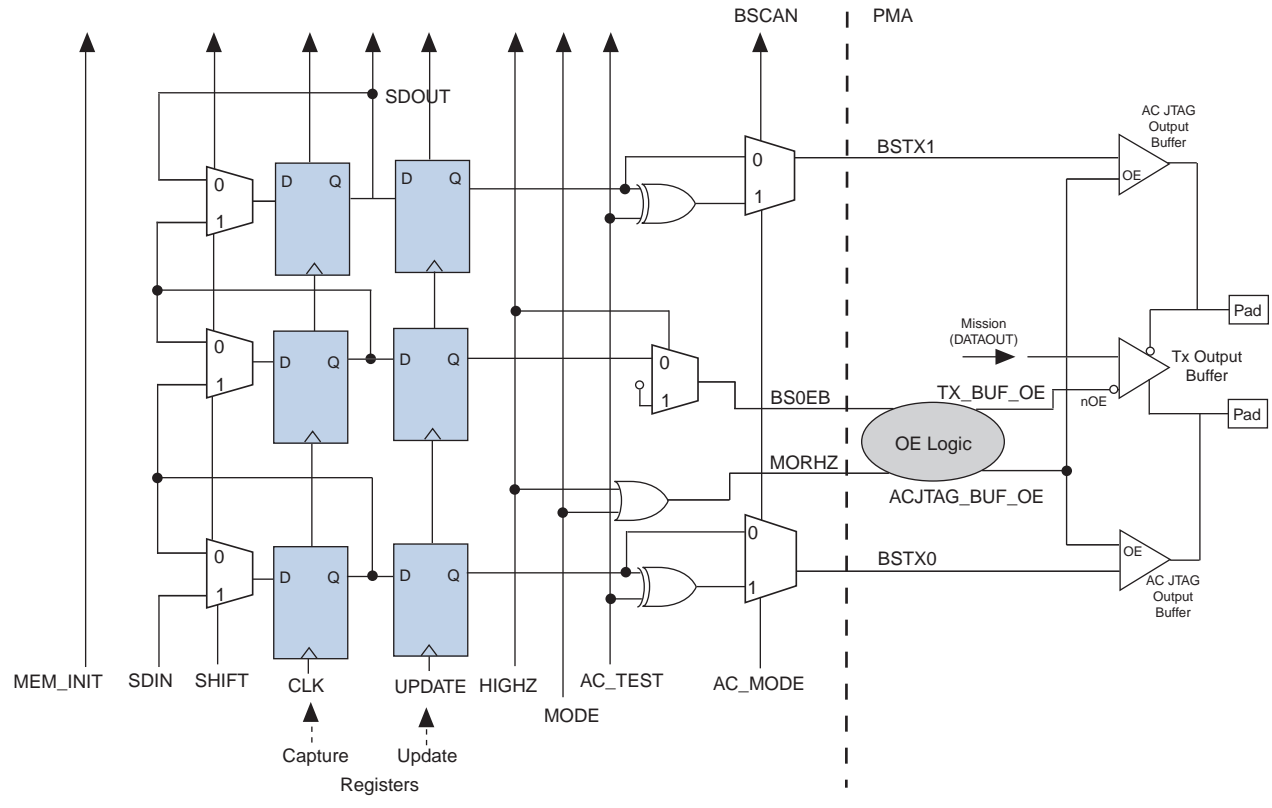 BSCAN
PMA
SDOUT
AC JTAG
Output
Buffer
0
1
D
Q
D
Q
0
1
BSTX1
OE
0
1
D
Q
D
Q
0
1
BS0EB
Mission
(DATAOUT)
Tx Output
Buffer
TX_BUF_OE
nOE
Pad
Pad
OE Logic
MORHZ
ACJTAG_BUF_OE
0
1
D
Q
D
Q
0
1
BSTX0
OE
AC JTAG
Output
Buffer
MEM_INIT
SDIN
SHIFT
CLK
UPDATE
HIGHZ
MODE
AC_TEST
AC_MODE
Capture
Update
Registers